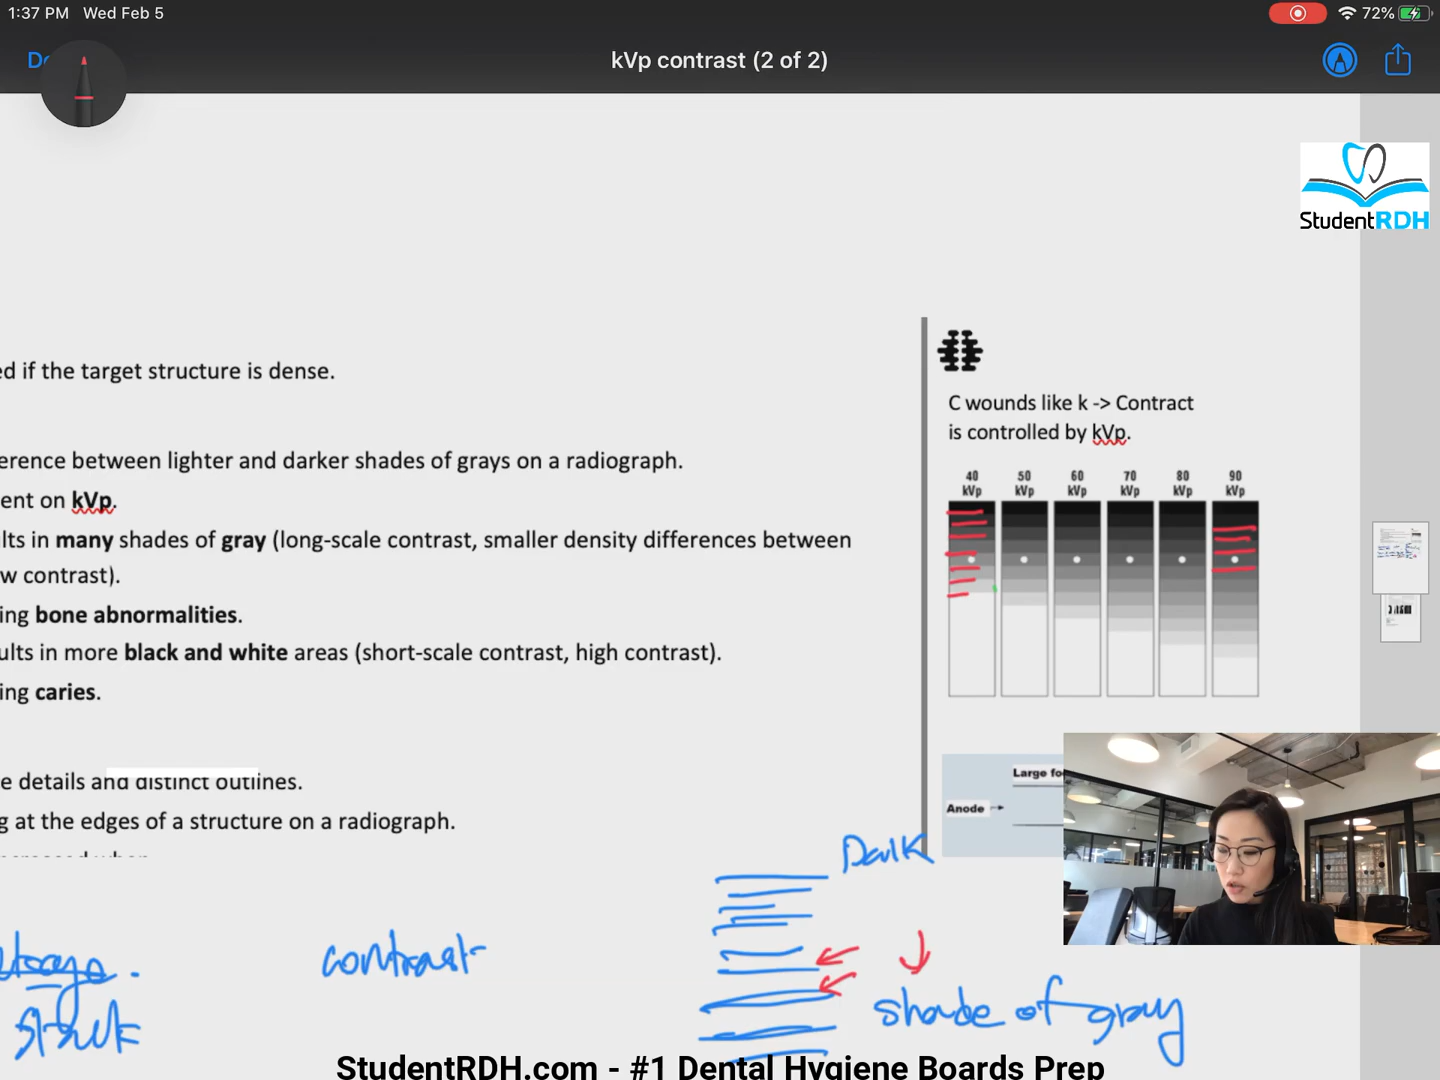 1:37 PM Wed Feb 5
72%
kVp contrast (2 of 2)
StudentRDH
ed if the target structure is dense.
C wounds like k -> Contract
is controlled by kVp.
erence between lighter and darker shades of grays on a radiograph.
ent on kVp.
lts in many shades of gray (long-scale contrast, smaller density differences between
w contrast).
ing bone abnormalities.
ults in more black and white areas (short-scale contrast, high contrast).
ing caries.
40 50 60 70 80 90
kVp kVp kVp kVp kVp kVp
e details and distinct outlines.
g at the edges of a structure on a radiograph.
Large fo
Anode
Dark
contrast
shade of gray
StudentRDH.com - #1 Dental Hygiene Boards Prep